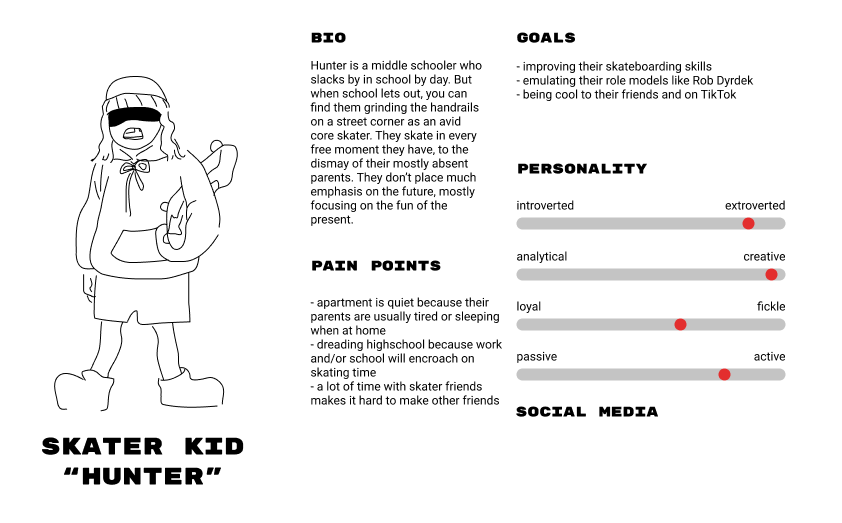 BIO
Hunter is a middle schooler who
slacks by in school by day. But
when school lets out, you can
find them grinding the handrails
on a street corner as an avid
core skater. They skate in every
free moment they have, to the
dismay of their mostly absent
parents. They don't place much
emphasis on the future, mostly
focusing on the fun of the
present.
PAIN POINTS
- apartment is quiet because their
parents are usually tired or sleeping
when at home
- dreading highschool because work
and/or school will encroach on
skating time
- a lot of time with skater friends
makes it hard to make other friends
GOALS
- improving their skateboarding skills
- emulating their role models like Rob Dyrdek
- being cool to their friends and on TikTok
PERSONALITY
introverted extroverted
analytical creative
loyal fickle
passive active
SOCIAL MEDIA
SKATER KID
"HUNTER"